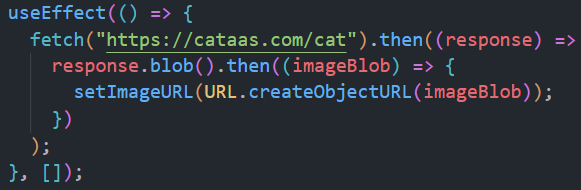 useEffect(() => {
  fetch("https://cataas.com/cat").then((response) =>
    response.blob().then((imageBlob) => {
      setImageURL(URL.createObjectURL(imageBlob));
    })
  );
}, []);